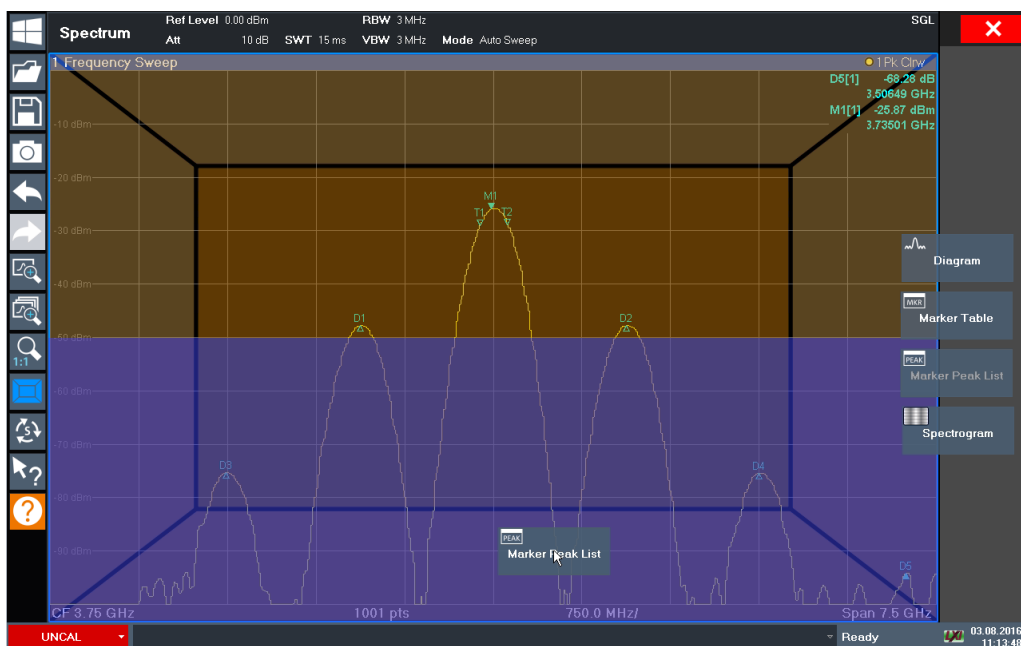 Ref Level 0.00 dBm RBW 3 MHz SGL
Spectrum
Att 10 dB SWT 15 ms VBW 3 MHz Mode Auto Sweep
1 Frequency Sweep 1Pk Clrw
D5[1] -68.28 dB
3.50649 GHz
M1[1] -25.87 dBm
3.73501 GHz
-10 dBm
-20 dBm
M1
T1 T2
-30 dBm
-40 dBm
D1 D2
-50 dBm
-60 dBm
-70 dBm
D3 D4
-80 dBm
-90 dBm
D5
CF 3.75 GHz 1001 pts 750.0 MHz/ Span 7.5 GHz
1:1
S
?
?
PEAK
Marker Peak List
Diagram
MKR
Marker Table
PEAK
Marker Peak List
Spectrogram
UNCAL Ready 03.08.2016
11:13:48